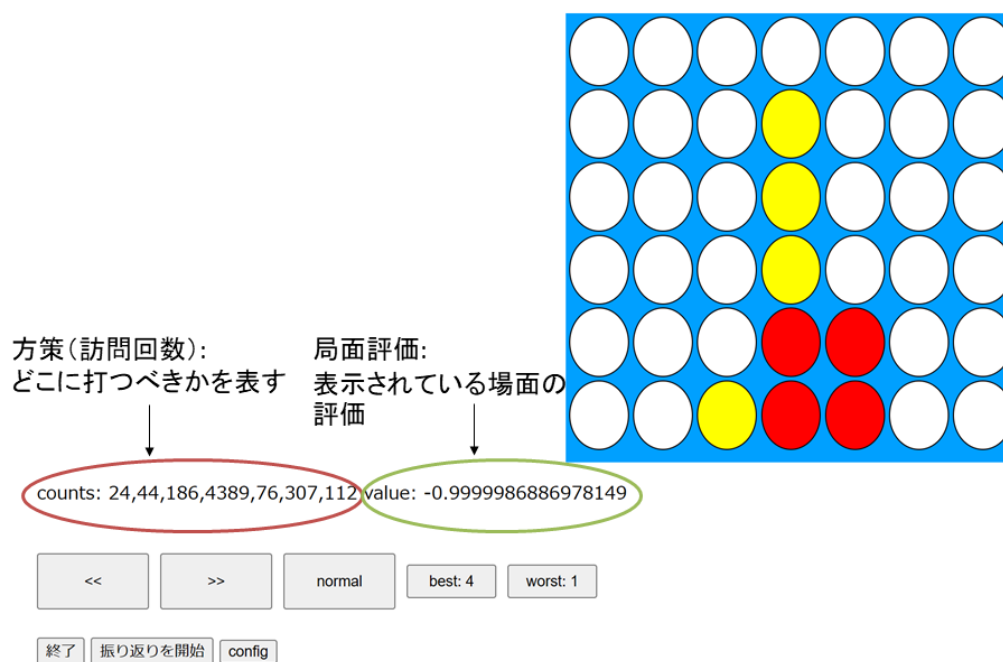 方策(訪問回数):
どこに打つべきかを表す
局面評価:
表示されている場面の
評価
counts: 24,44,186,4389,76,307,112 value: -0.9999986886978149
<< >> normal best: 4 worst: 1
終了 振り返りを開始 config